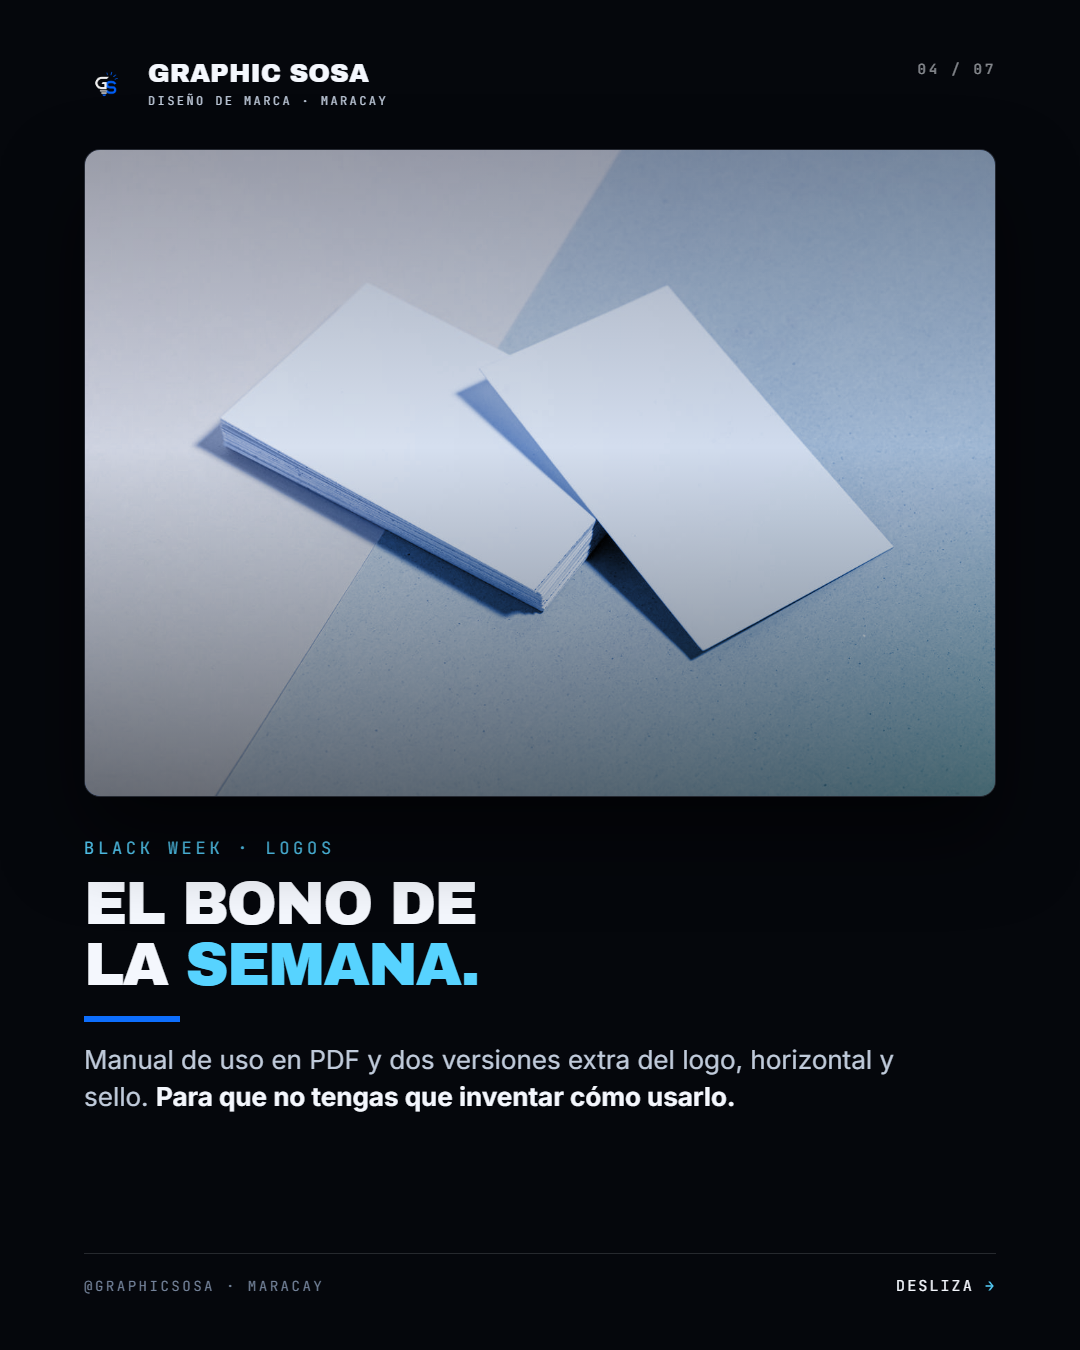 GS
GRAPHIC SOSA
DISEÑO DE MARCA · MARACAY
04 / 07
BLACK WEEK · LOGOS
EL BONO DE
LA SEMANA.
Manual de uso en PDF y dos versiones extra del logo, horizontal y
sello. Para que no tengas que inventar cómo usarlo.
@GRAPHICSOSA · MARACAY
DESLIZA →